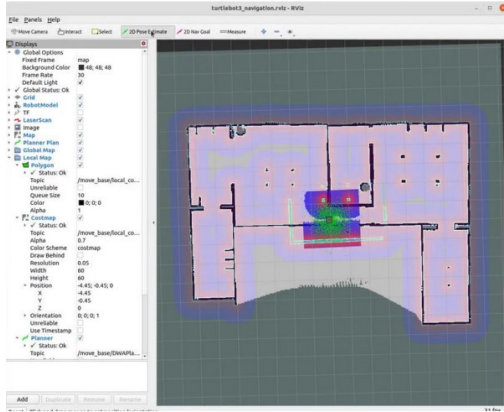 turtlebot3_navigation.rviz - RViz
File Panels Help
Move Camera Interact Select 2D Pose Estimate 2D Nav Goal Measure
Displays
Global Options
Fixed Frame map
Background Color 48; 48; 48
Frame Rate 30
Default Light
Global Status: Ok
Grid
RobotModel
TF
LaserScan
Image
Map
Planner Plan
Global Map
Local Map
Polygon
Status: Ok
Topic /move_base/local_co...
Unreliable
Queue Size 10
Color 0; 0; 0
Alpha 1
Costmap
Status: Ok
Topic /move_base/local_co...
Alpha 0.7
Color Scheme costmap
Draw Behind
Resolution 0.05
Width 60
Height 60
Position -4.45; -0.45; 0
X -4.45
Y -0.45
Z 0
Orientation 0; 0; 0; 1
Unreliable
Use Timestamp
Planner
Status: Ok
Topic /move_base/DWAPla...
Add Duplicate Remove Rename